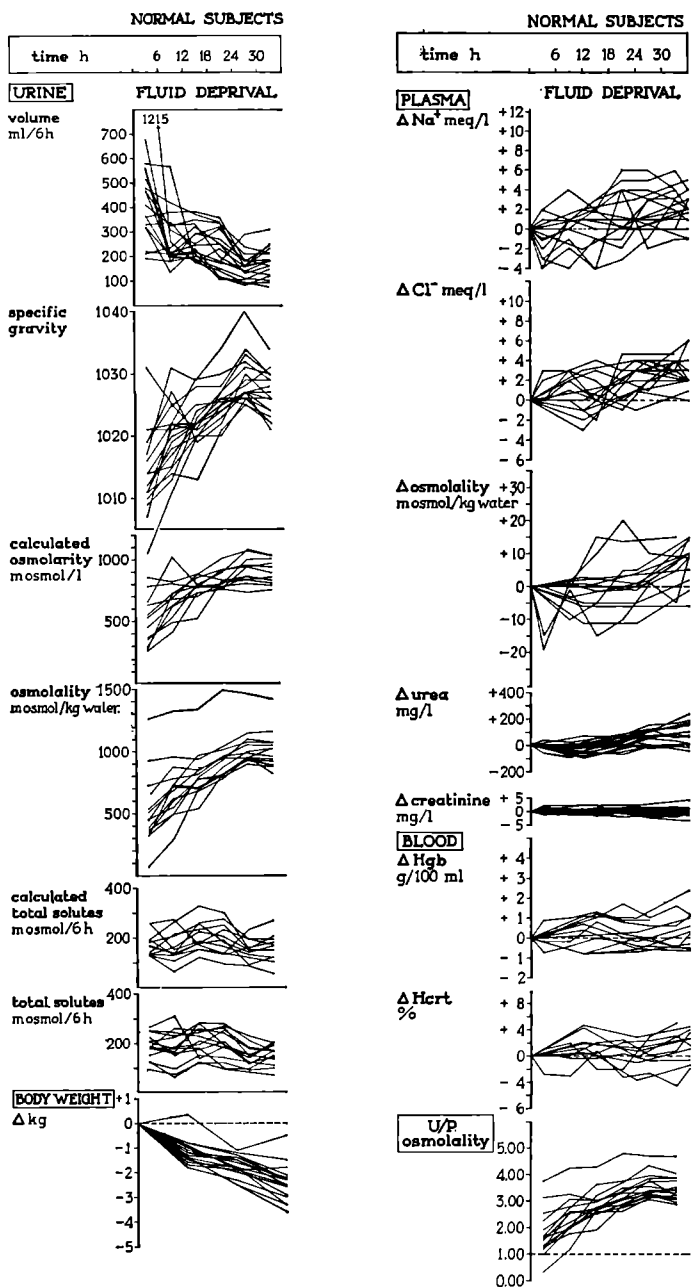 NORMAL SUBJECTS
time h 6 12 18 24 30
URINE FLUID DEPRIVAL
volume
ml/6h
1215
700
600
500
400
300
200
100
specific
gravity
1040
1030
1020
1010
calculated
osmolarity
mosmol/l
1000
500
osmolality
mosmol/kg water.
1500
1000
500
calculated
total solutes
mosmol/6h
400
200
total solutes
mosmol/6h
400
200
BODY WEIGHT
Δ kg
+1
0
-1
-2
-3
-4
-5
NORMAL SUBJECTS
time h 6 12 18 24 30
PLASMA FLUID DEPRIVAL
Δ Na+ meq/l
+12
+10
+ 8
+ 6
+ 4
+ 2
0
- 2
- 4
Δ Cl- meq/l
+12
+10
+ 8
+ 6
+ 4
+ 2
0
- 2
- 4
- 6
Δ osmolality
mosmol/kg water
+30
+20
+10
0
-10
-20
Δ urea
mg/l
+400
+200
0
-200
Δ creatinine
mg/l
+ 5
0
- 5
BLOOD
Δ Hgb
g/100 ml
+ 4
+ 3
+ 2
+ 1
0
- 1
- 2
Δ Hcrt
%
+ 8
+ 4
0
- 4
- 6
U/P
osmolality
5.00
4.00
3.00
2.00
1.00
0.00